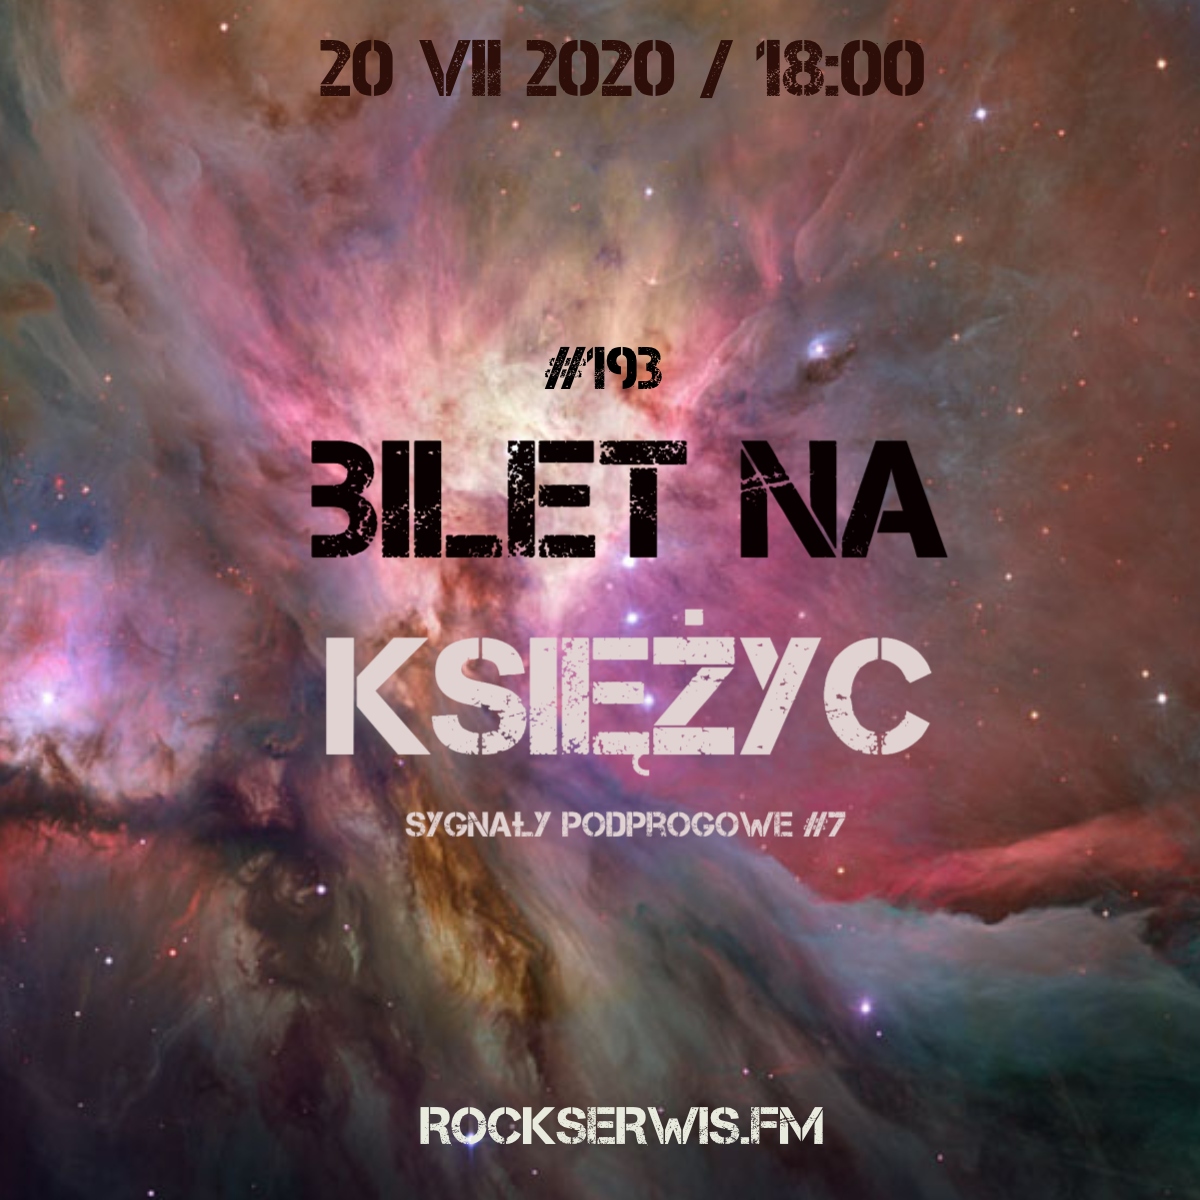 20 VII 2020 / 18:00
#193
BILET NA
KSIĘŻYC
SYGNAŁY PODPROGOWE #7
ROCKSERWIS.FM